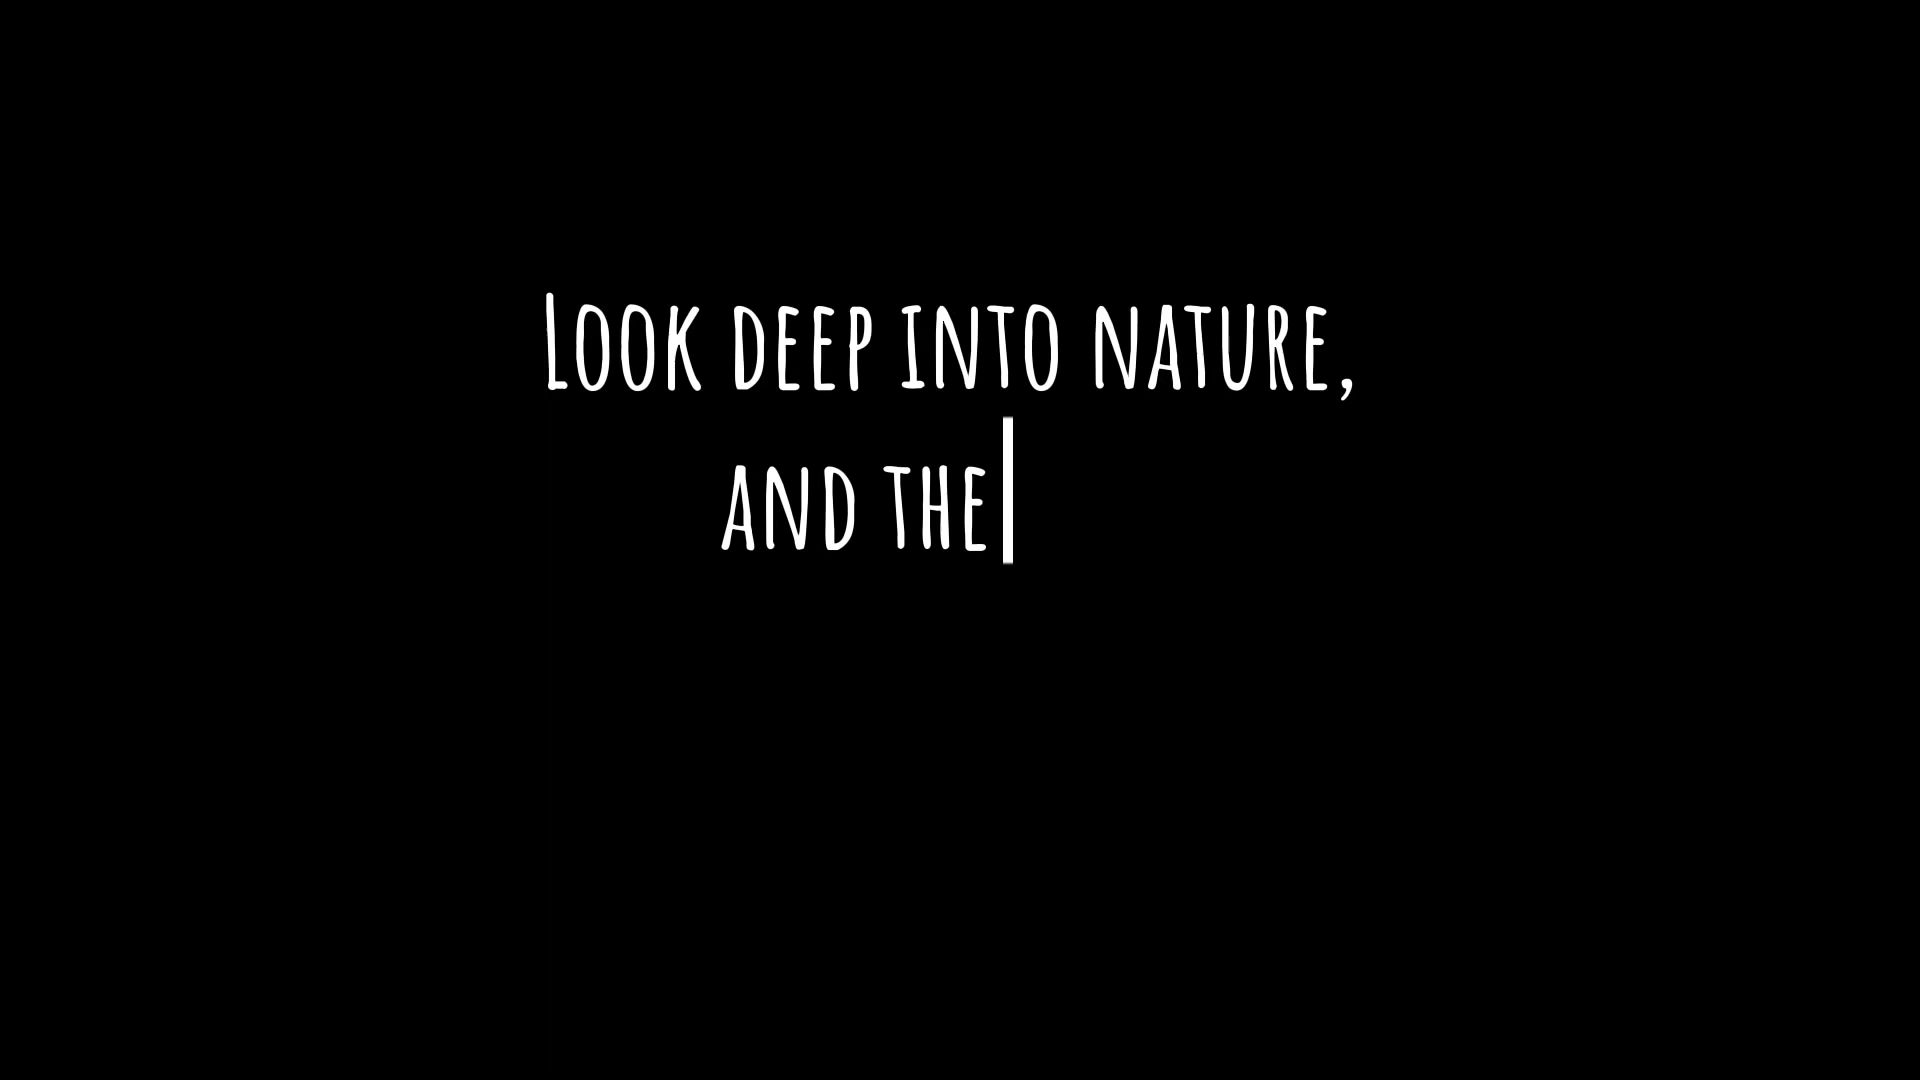 Look deep into nature,
and the